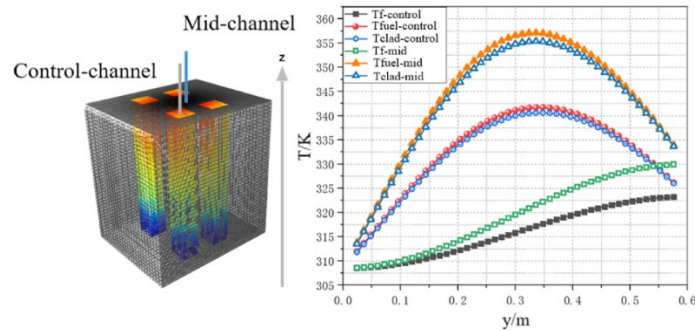 Mid-channel
Control-channel
z
T/K
360
355
350
345
340
335
330
325
320
315
310
305
Tf-control
Tfuel-control
Tclad-control
Tf-mid
Tfuel-mid
Tclad-mid
0.0 0.1 0.2 0.3 0.4 0.5 0.6
y/m